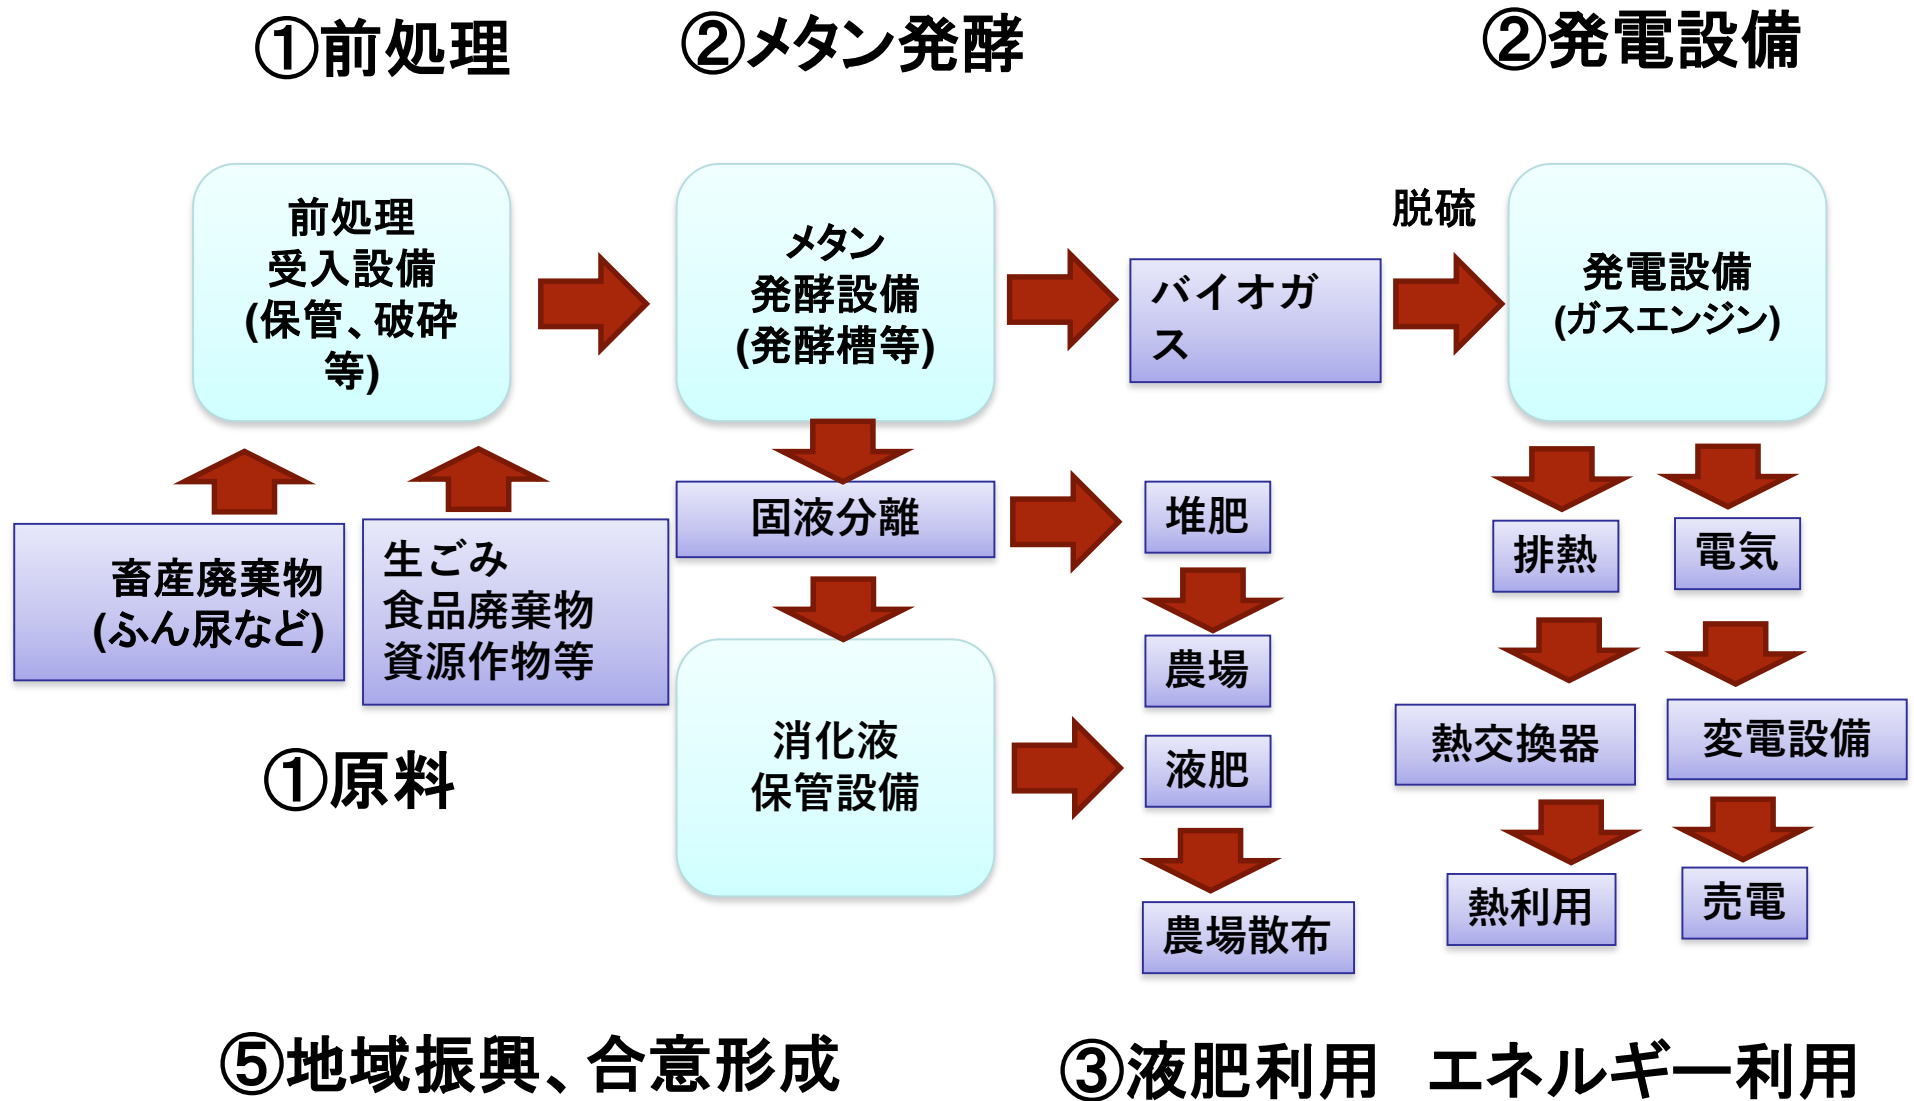 ①前処理
②メタン発酵
②発電設備
前処理
受入設備
(保管、破砕
等)
メタン
発酵設備
(発酵槽等)
バイオガ
ス
脱硫
発電設備
(ガスエンジン)
畜産廃棄物
(ふん尿など)
生ごみ
食品廃棄物
資源作物等
①原料
固液分離
消化液
保管設備
堆肥
農場
液肥
農場散布
排熱
電気
熱交換器
変電設備
熱利用
売電
⑤地域振興、合意形成
③液肥利用
エネルギー利用